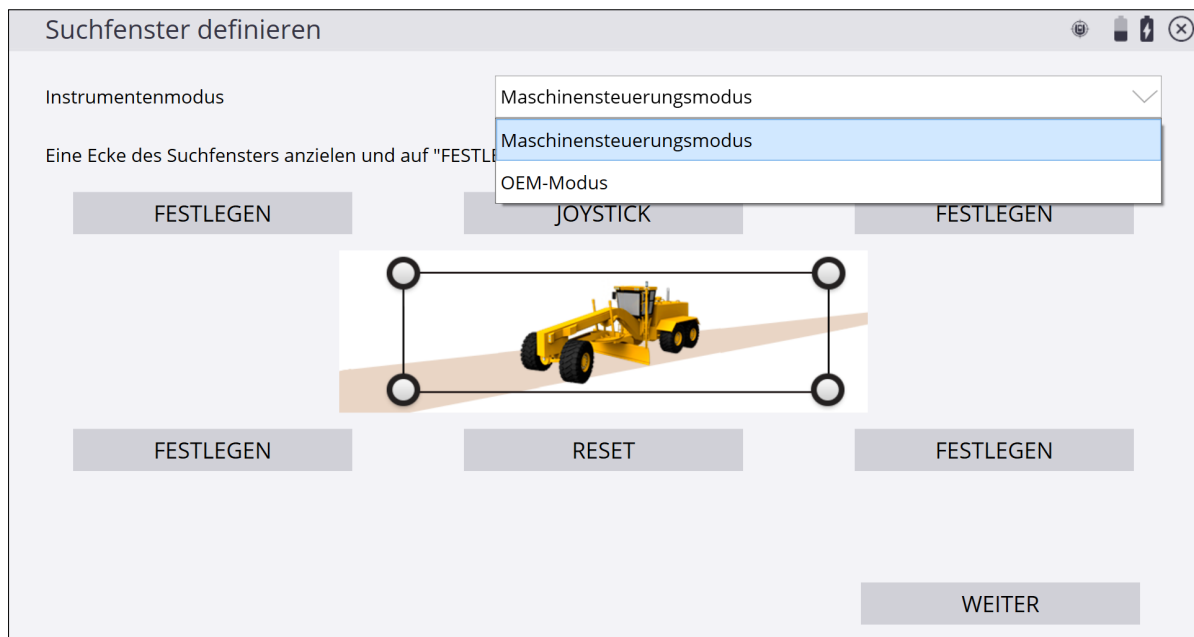 Suchfenster definieren
Instrumentenmodus
Maschinensteuerungsmodus
Maschinensteuerungsmodus
Eine Ecke des Suchfensters anzielen und auf
OEM-Modus
FESTLEGEN
JOYSTICK
FESTLEGEN
FESTLEGEN
RESET
FESTLEGEN
WEITER